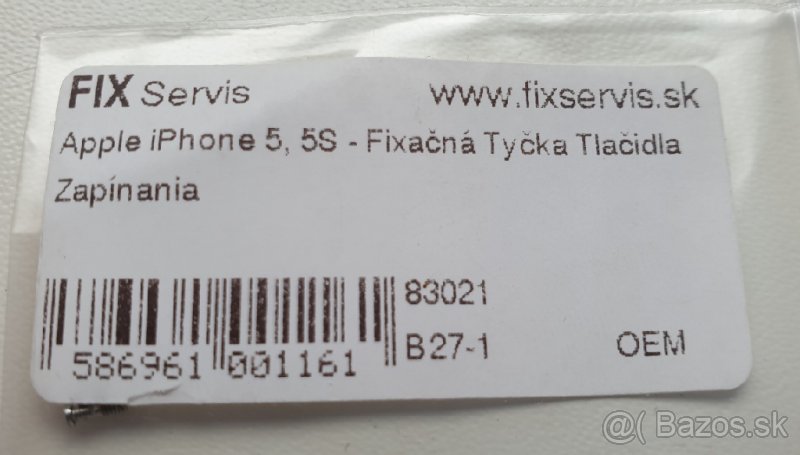 FIX Servis www.fixservis.sk
Apple iPhone 5, 5S - Fixačná Tyčka Tlačidla
Zapínania
83021
B27-1 OEM
586961 001161
@( Bazos.sk